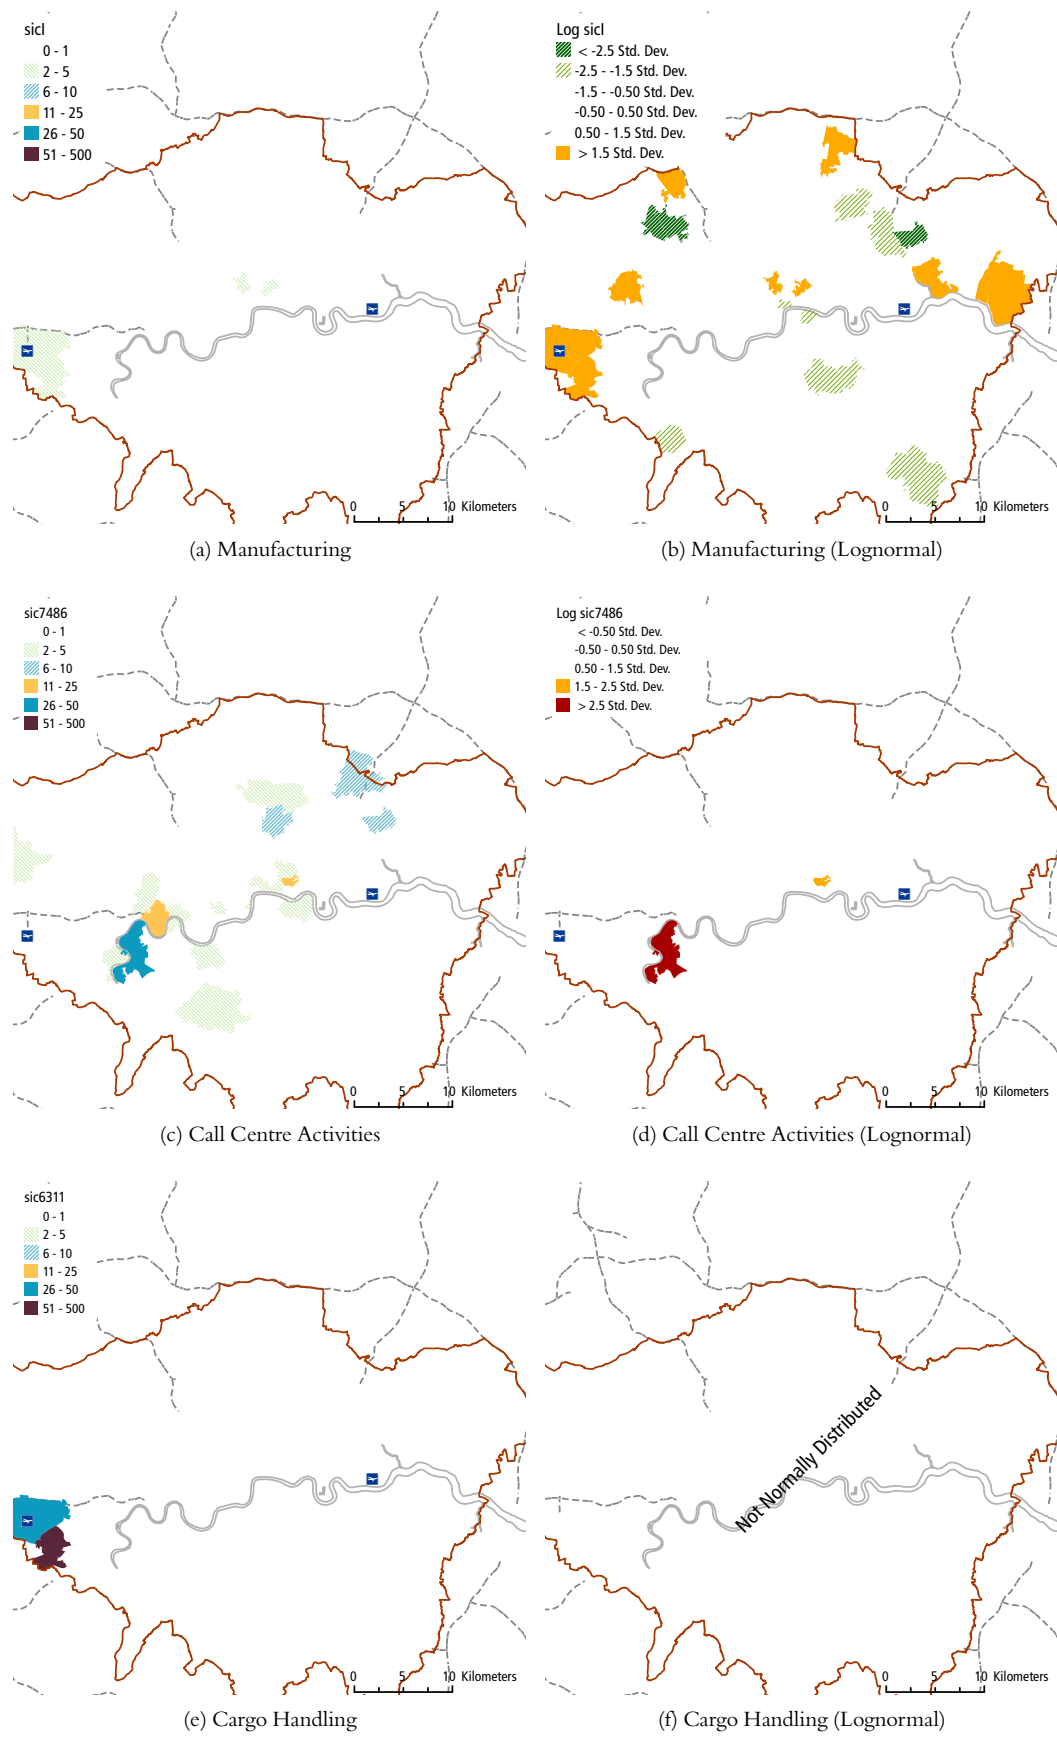 sicI
0 - 1
2 - 5
6 - 10
11 - 25
26 - 50
51 - 500
0 5 10 Kilometers
(a) Manufacturing
Log sicI
< -2.5 Std. Dev.
-2.5 - -1.5 Std. Dev.
-1.5 - -0.50 Std. Dev.
-0.50 - 0.50 Std. Dev.
0.50 - 1.5 Std. Dev.
> 1.5 Std. Dev.
0 5 10 Kilometers
(b) Manufacturing (Lognormal)
sic7486
0 - 1
2 - 5
6 - 10
11 - 25
26 - 50
51 - 500
0 5 10 Kilometers
(c) Call Centre Activities
Log sic7486
< -0.50 Std. Dev.
-0.50 - 0.50 Std. Dev.
0.50 - 1.5 Std. Dev.
1.5 - 2.5 Std. Dev.
> 2.5 Std. Dev.
0 5 10 Kilometers
(d) Call Centre Activities (Lognormal)
sic6311
0 - 1
2 - 5
6 - 10
11 - 25
26 - 50
51 - 500
0 5 10 Kilometers
(e) Cargo Handling
Not Normally Distributed
0 5 10 Kilometers
(f) Cargo Handling (Lognormal)